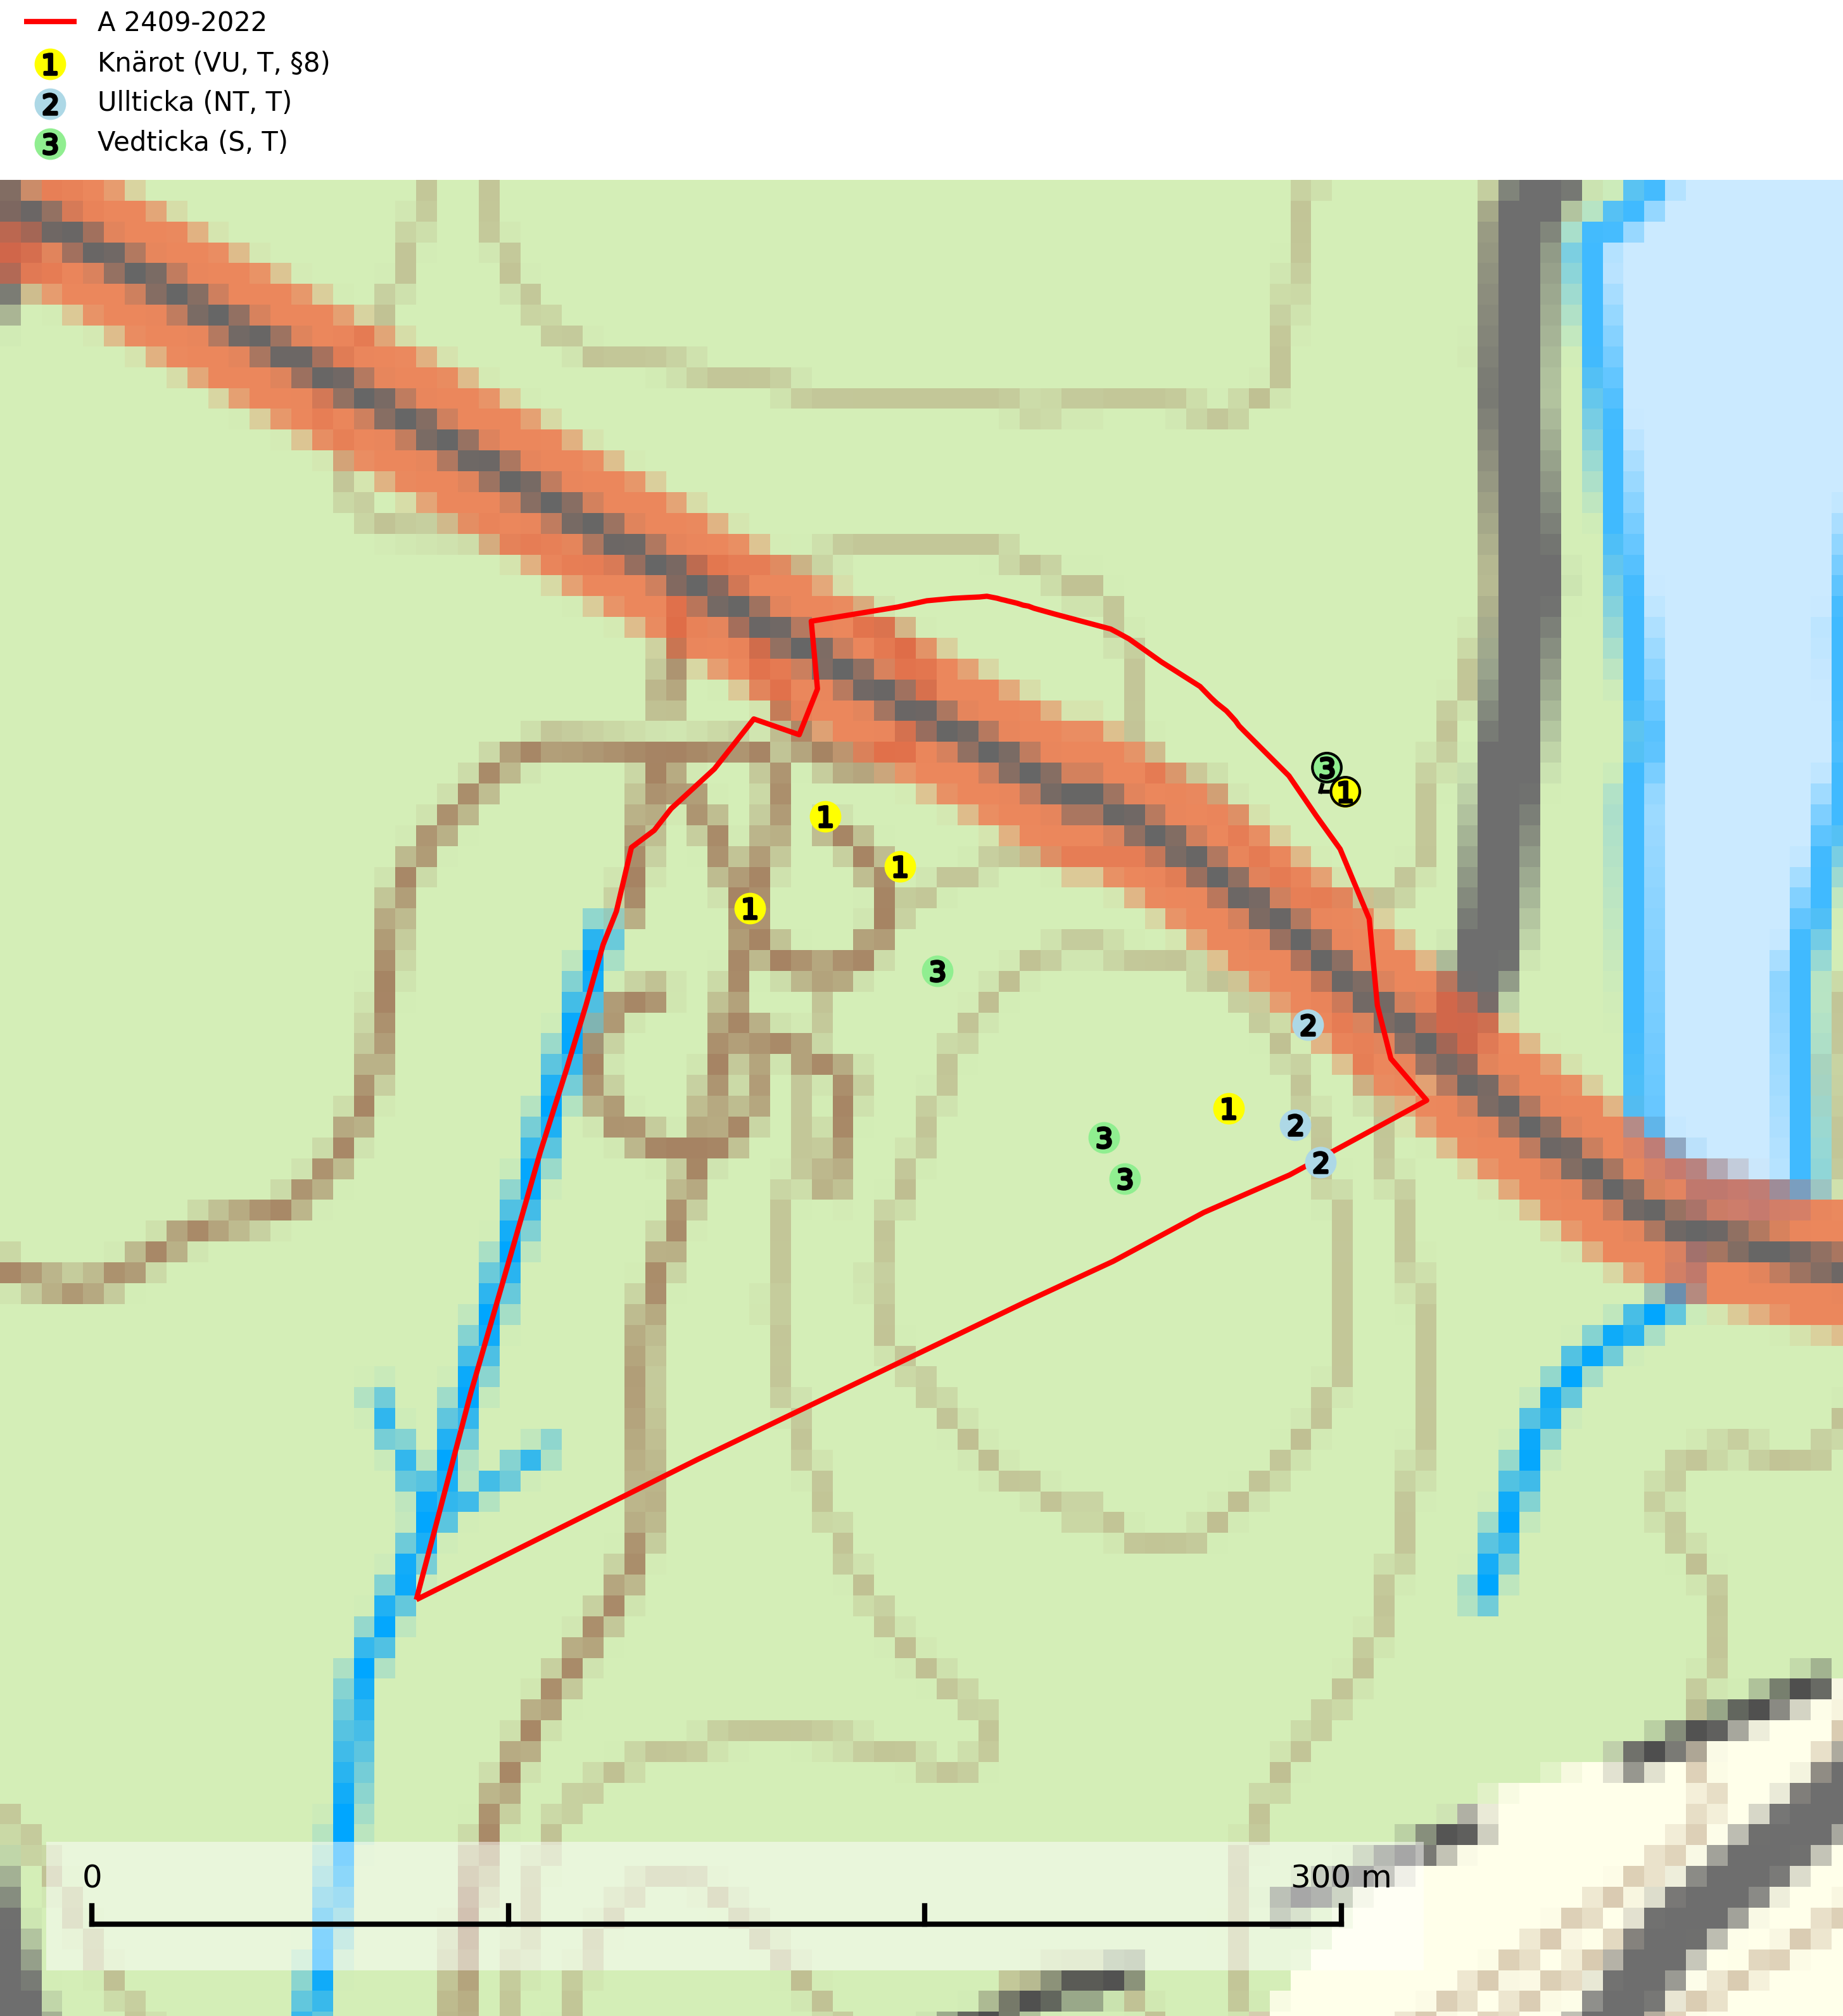 A 2409-2022
1 Knärot (VU, T, §8)
2 Ullticka (NT, T)
3 Vedticka (S, T)
3
1
1
1
1
3
2
1
2
3
2
3
0 300 m